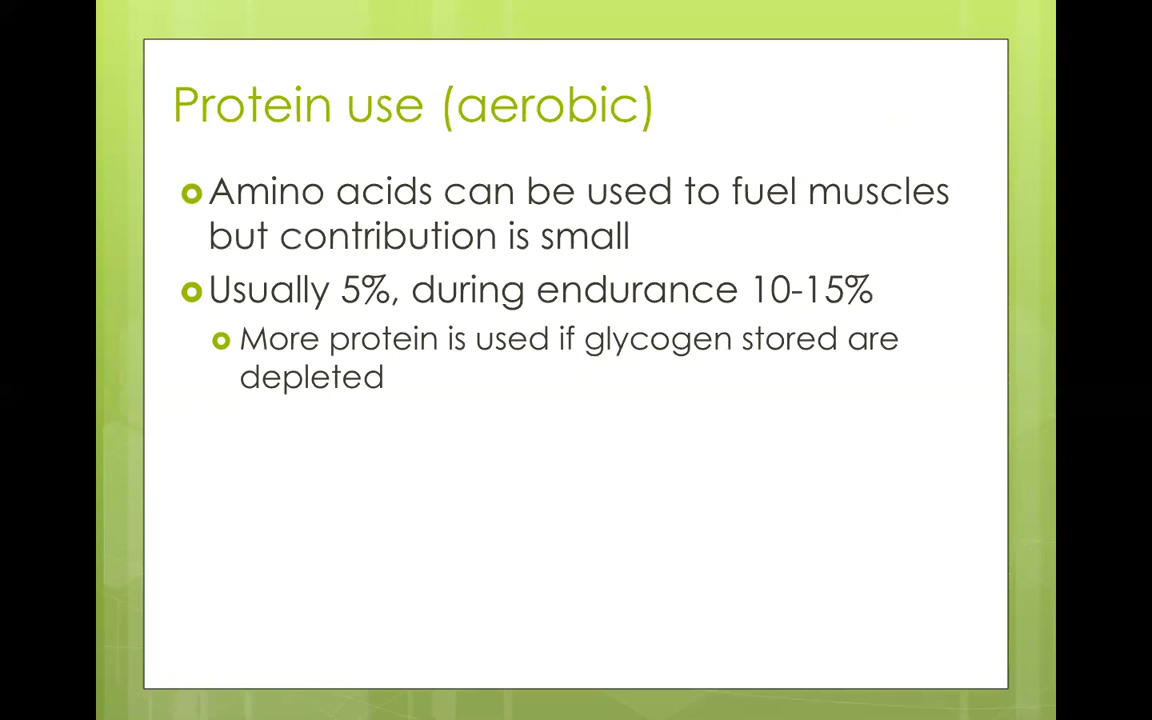 Protein use (aerobic)
Amino acids can be used to fuel muscles
but contribution is small
Usually 5%, during endurance 10-15%
More protein is used if glycogen stored are
depleted